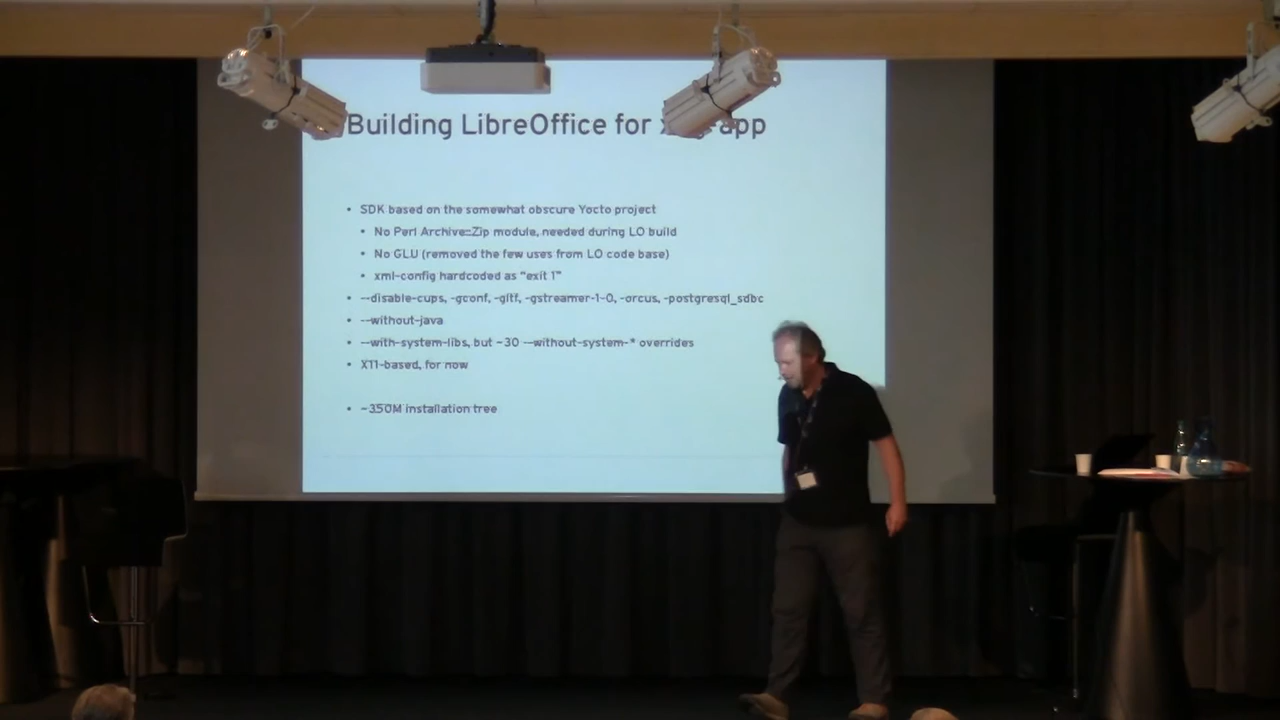 Building LibreOffice for app
• SDK based on the somewhat obscure Yocto project
• No Perl Archive::Zip module, needed during LO build
• No GLU (removed the few uses from LO code base)
• xml-config hardcoded as “exit 1”
• --disable-cups, -gconf, -gltf, -gstreamer-1-0, -orcus, -postgresql_sdbc
• --without-java
• --with-system-libs, but ~30 --without-system-* overrides
• X11-based, for now
• ~350M installation tree